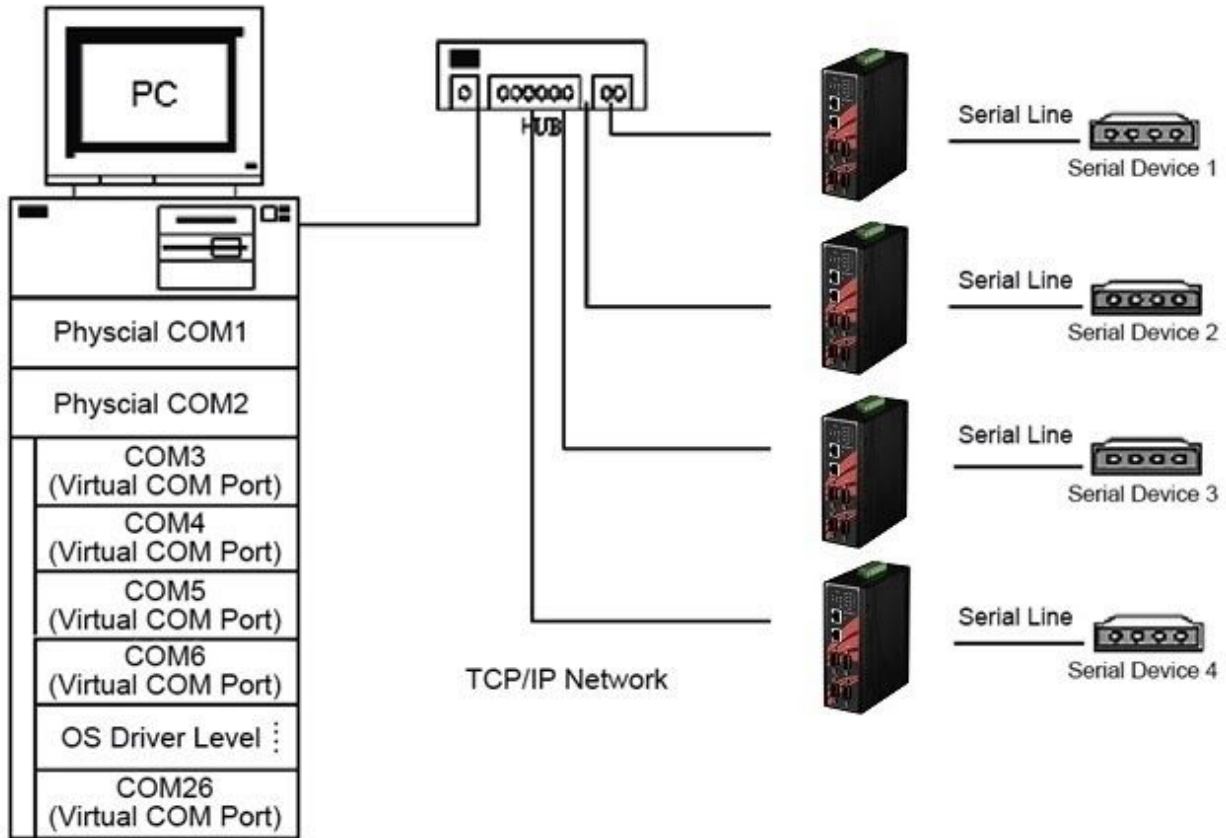 PC
HUB
Serial Line
Serial Device 1
Serial Line
Serial Device 2
Serial Line
Serial Device 3
Serial Line
Serial Device 4
TCP/IP Network
Physcial COM1
Physcial COM2
COM3
(Virtual COM Port)
COM4
(Virtual COM Port)
COM5
(Virtual COM Port)
COM6
(Virtual COM Port)
OS Driver Level
COM26
(Virtual COM Port)